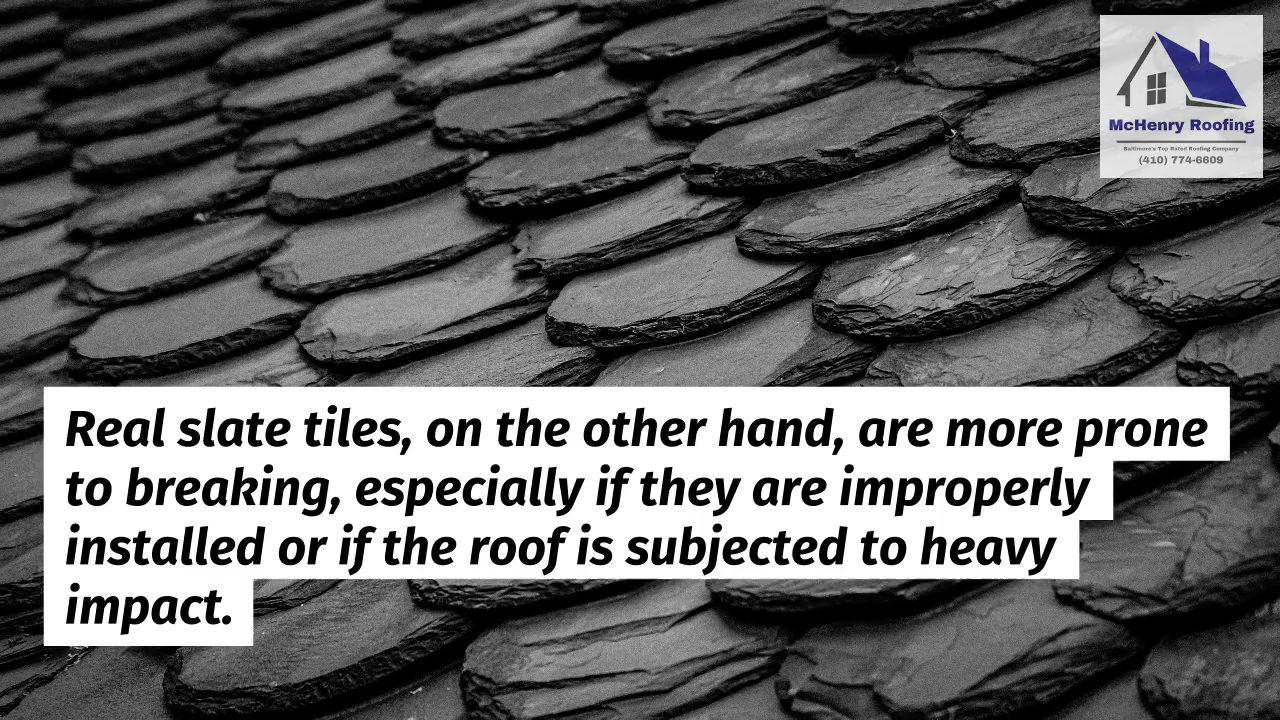 McHenry Roofing
Baltimore's Top Rated Roofing Company
(410) 774-6609
Real slate tiles, on the other hand, are more prone
to breaking, especially if they are improperly
installed or if the roof is subjected to heavy
impact.